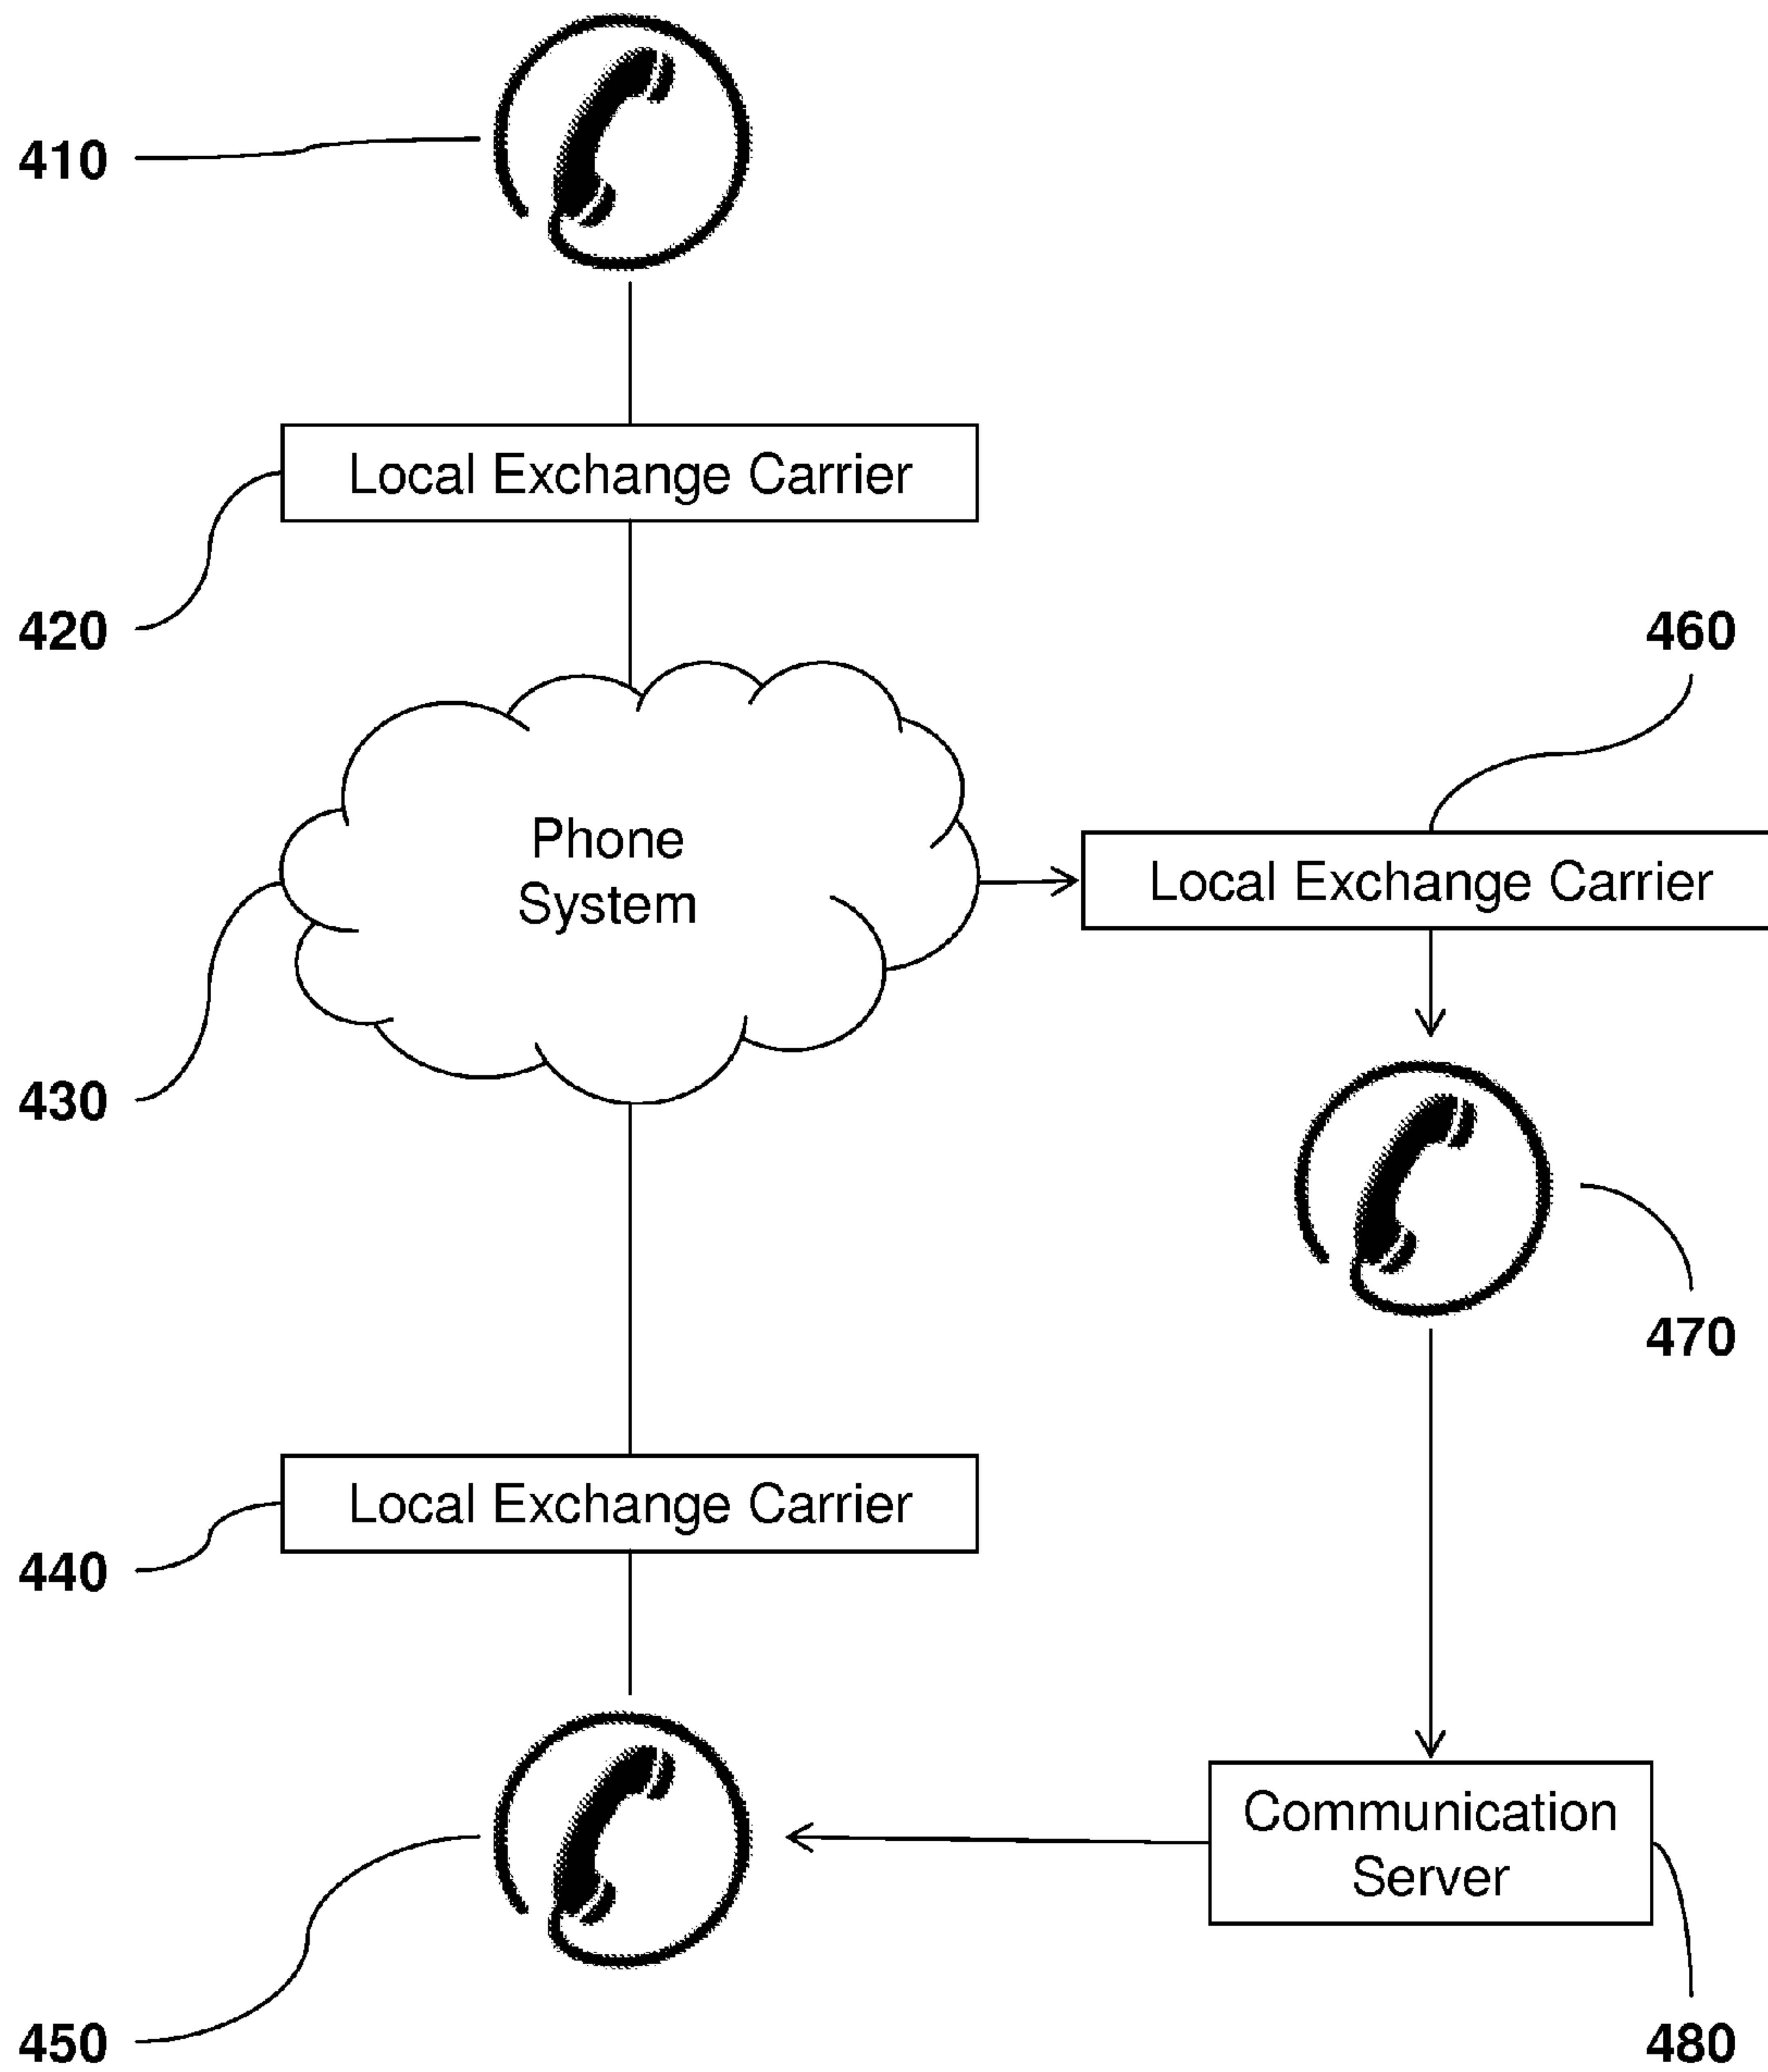 410
Local Exchange Carrier
420
460
Phone
System
Local Exchange Carrier
430
470
Local Exchange Carrier
440
Communication
Server
450
480